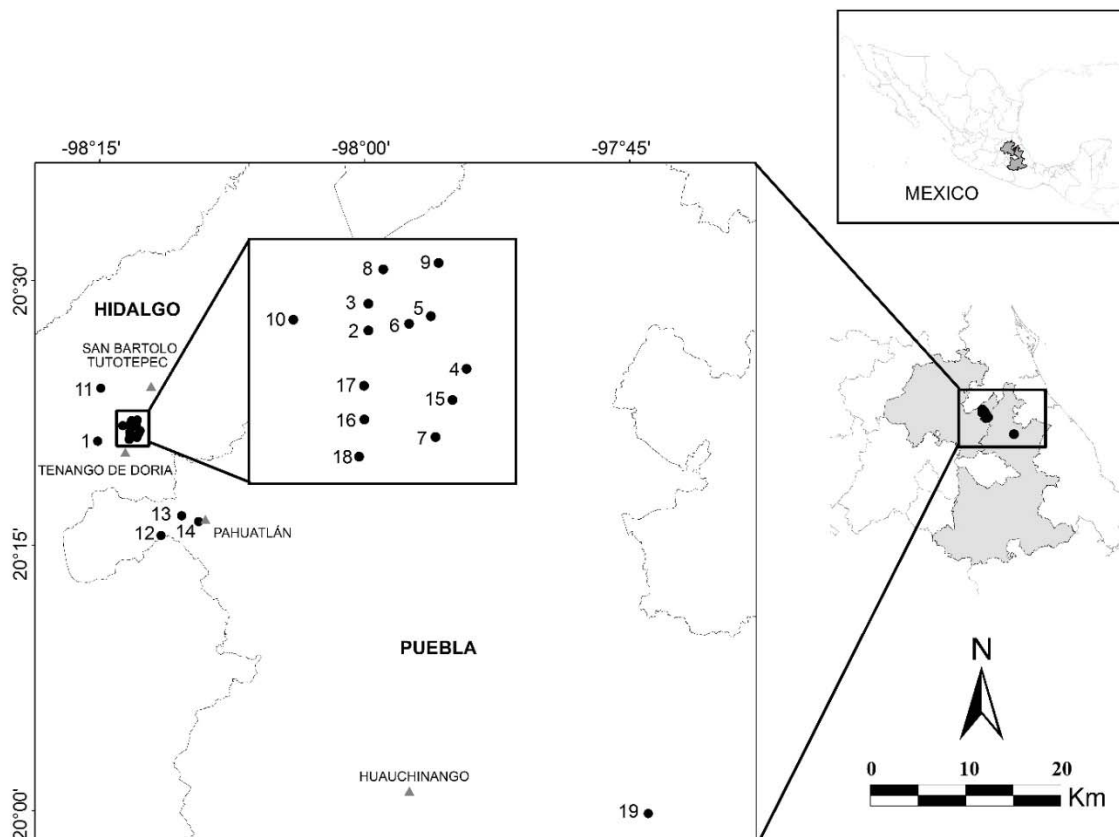 MEXICO
-98°15'
-98°00'
-97°45'
20°30'
HIDALGO
SAN BARTOLO
TUTOTEPEC
8
9
3
5
10
6
2
4
11
17
15
16
7
1
18
TENANGO DE DORIA
13
14
PAHUATLÁN
12
20°15'
PUEBLA
N
HUAUCHINANGO
0 10 20
Km
19
20°00'